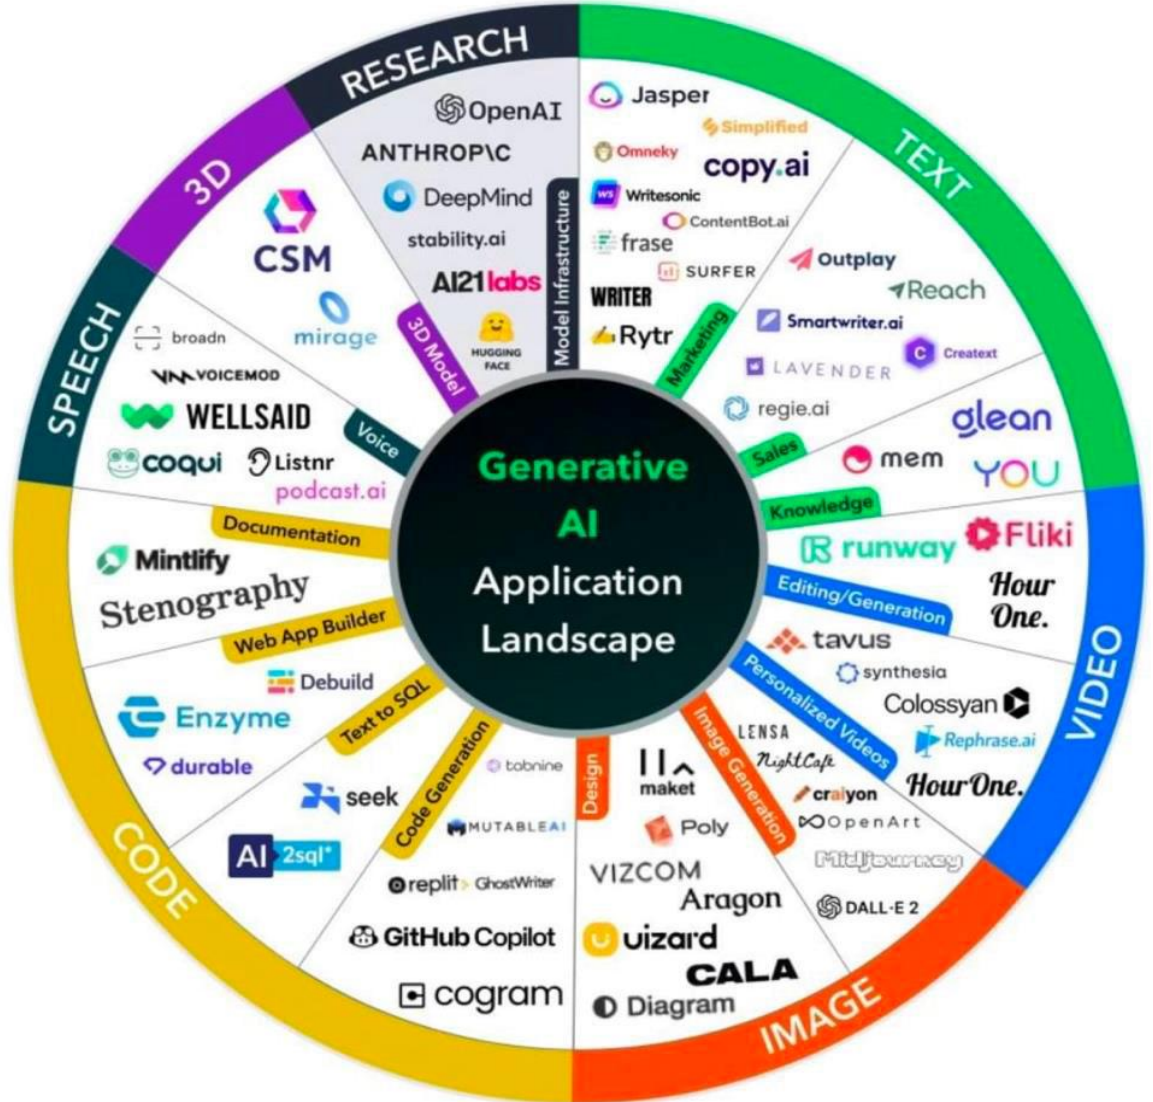 Generative
AI
Application
Landscape
RESEARCH
OpenAI
ANTHROP\C
DeepMind
stability.ai
AI21labs
HUGGING
FACE
Model Infrastructure
TEXT
Jasper
Simplified
Omneky
copy.ai
WS Writesonic
ContentBot.ai
frase
SURFER
WRITER
Rytr
Marketing
Outplay
Reach
Smartwriter.ai
C Creatext
LAVENDER
regie.ai
Sales
glean
mem
YOU
Knowledge
VIDEO
runway
Fliki
Hour
One.
Editing/Generation
tavus
synthesia
Colossyan
Rephrase.ai
HourOne.
Personalized Videos
IMAGE
LENSA
NightCafe
craiyon
OpenArt
Midjourney
DALL·E 2
Image Generation
maket
Poly
VIZCOM
Aragon
uizard
CALA
Diagram
Design
CODE
tabnine
MUTABLEAI
replit GhostWriter
GitHub Copilot
cogram
Code Generation
seek
AI 2sql*
Text to SQL
Debuild
Enzyme
durable
Web App Builder
Mintlify
Stenography
Documentation
SPEECH
broadn
VOICEMOD
WELLSAID
coqui
Listnr
podcast.ai
Voice
3D
CSM
mirage
3D Model